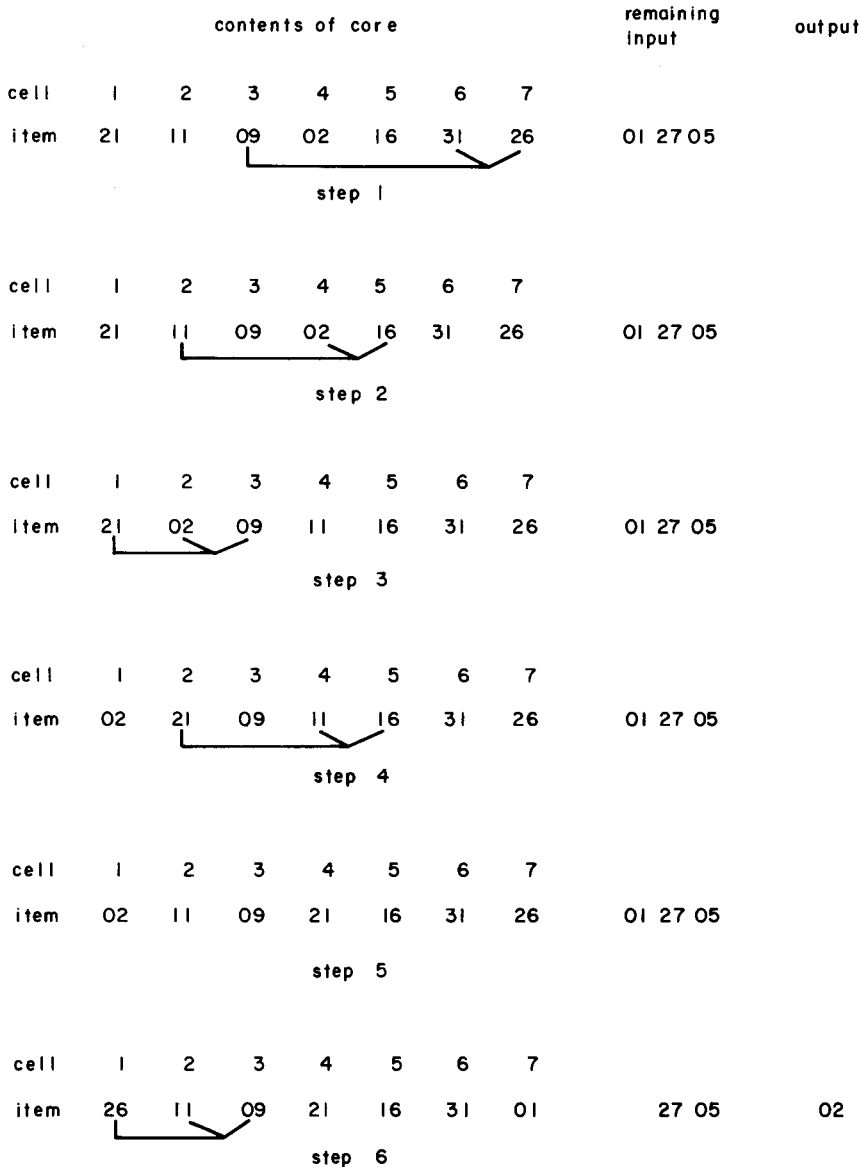 contents of core remaining input output
cell 1 2 3 4 5 6 7
item 21 11 09 02 16 31 26 01 27 05
step 1
cell 1 2 3 4 5 6 7
item 21 11 09 02 16 31 26 01 27 05
step 2
cell 1 2 3 4 5 6 7
item 21 02 09 11 16 31 26 01 27 05
step 3
cell 1 2 3 4 5 6 7
item 02 21 09 11 16 31 26 01 27 05
step 4
cell 1 2 3 4 5 6 7
item 02 11 09 21 16 31 26 01 27 05
step 5
cell 1 2 3 4 5 6 7
item 26 11 09 21 16 31 01 27 05 02
step 6